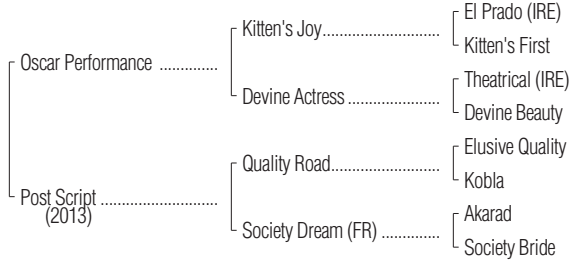 El Prado (IRE)
Kitten's Joy........................
Kitten's First
Oscar Performance ..............
Theatrical (IRE)
Devine Actress .......................
Devine Beauty
Elusive Quality
Quality Road...........................
Kobla
Post Script ............................
(2013)
Akarad
Society Dream (FR) ..............
Society Bride